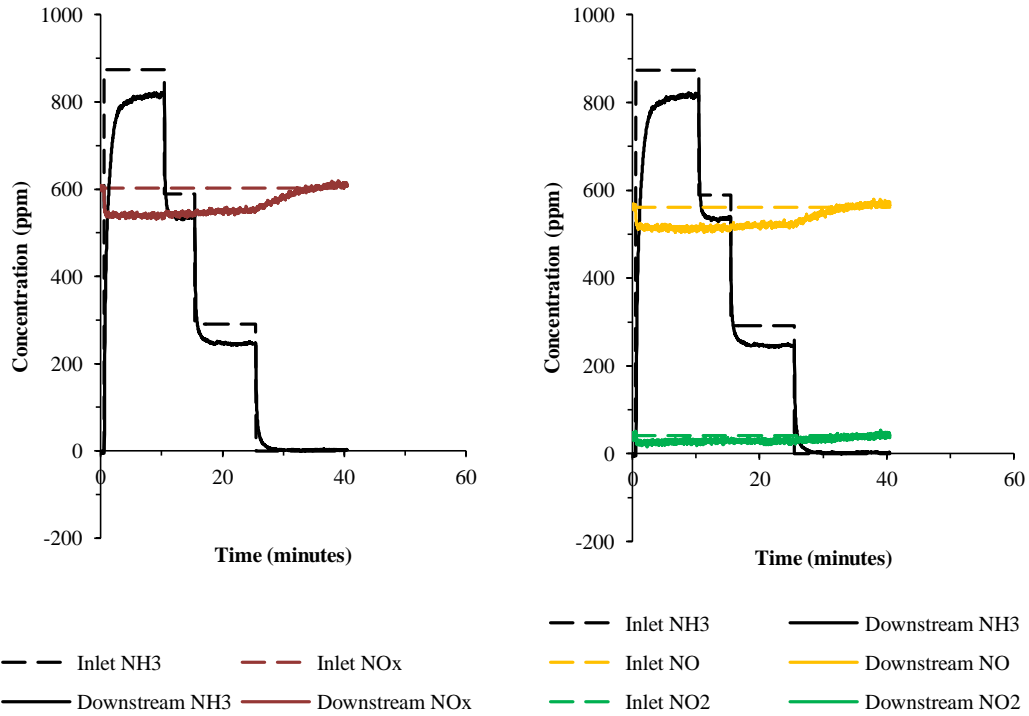 1000
800
600
400
200
0
-200
0
20
40
60
Concentration (ppm)
Time (minutes)
Inlet NH3
Inlet NOx
Downstream NH3
Downstream NOx
1000
800
600
400
200
0
-200
0
20
40
60
Concentration (ppm)
Time (minutes)
Inlet NH3
Downstream NH3
Inlet NO
Downstream NO
Inlet NO2
Downstream NO2